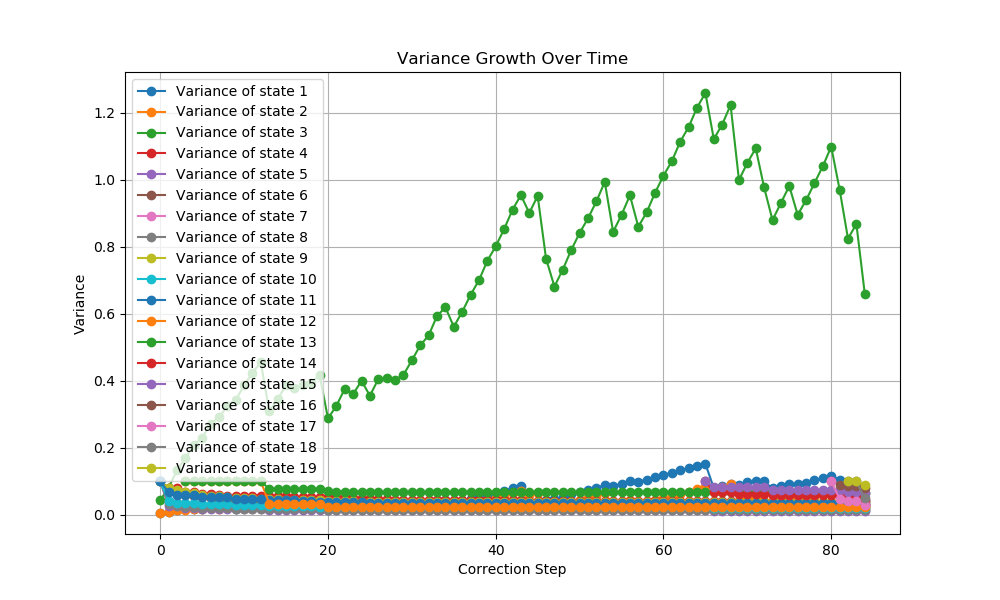 Variance Growth Over Time
Variance of state 1
Variance of state 2
Variance of state 3
Variance of state 4
Variance of state 5
Variance of state 6
Variance of state 7
Variance of state 8
Variance of state 9
Variance of state 10
Variance of state 11
Variance of state 12
Variance of state 13
Variance of state 14
Variance of state 15
Variance of state 16
Variance of state 17
Variance of state 18
Variance of state 19
Variance
1.2
1.0
0.8
0.6
0.4
0.2
0.0
0 20 40 60 80
Correction Step